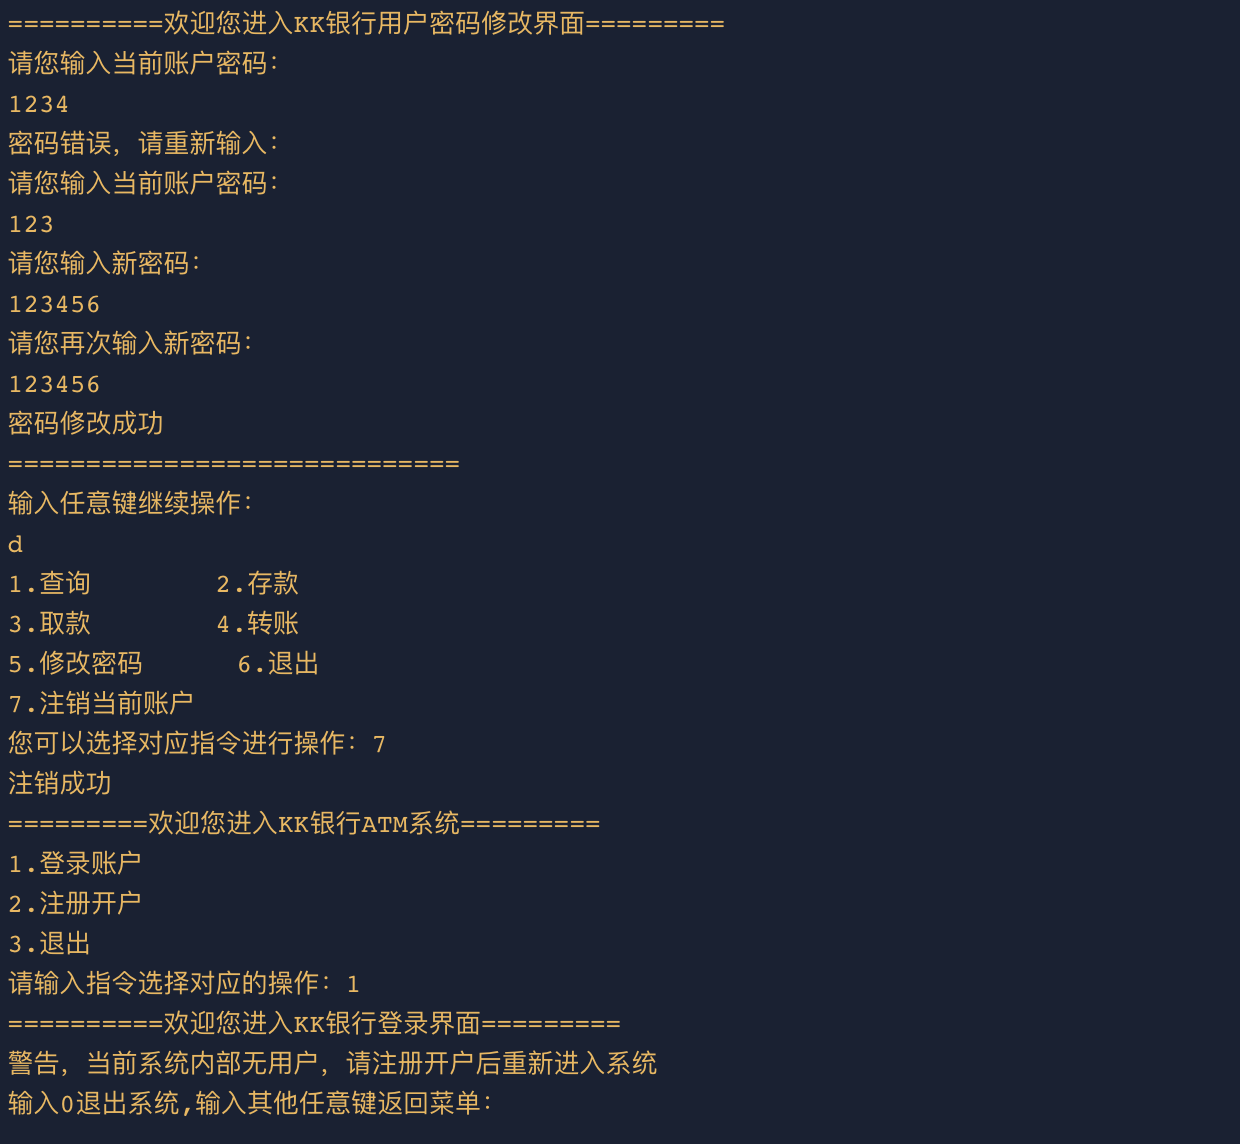 ==========欢迎您进入KK银行用户密码修改界面=========
请您输入当前账户密码：
1234
密码错误，请重新输入：
请您输入当前账户密码：
123
请您输入新密码：
123456
请您再次输入新密码：
123456
密码修改成功
=============================
输入任意键继续操作：
d
1.查询        2.存款
3.取款        4.转账
5.修改密码      6.退出
7.注销当前账户
您可以选择对应指令进行操作：7
注销成功
=========欢迎您进入KK银行ATM系统=========
1.登录账户
2.注册开户
3.退出
请输入指令选择对应的操作：1
==========欢迎您进入KK银行登录界面=========
警告，当前系统内部无用户，请注册开户后重新进入系统
输入0退出系统,输入其他任意键返回菜单：